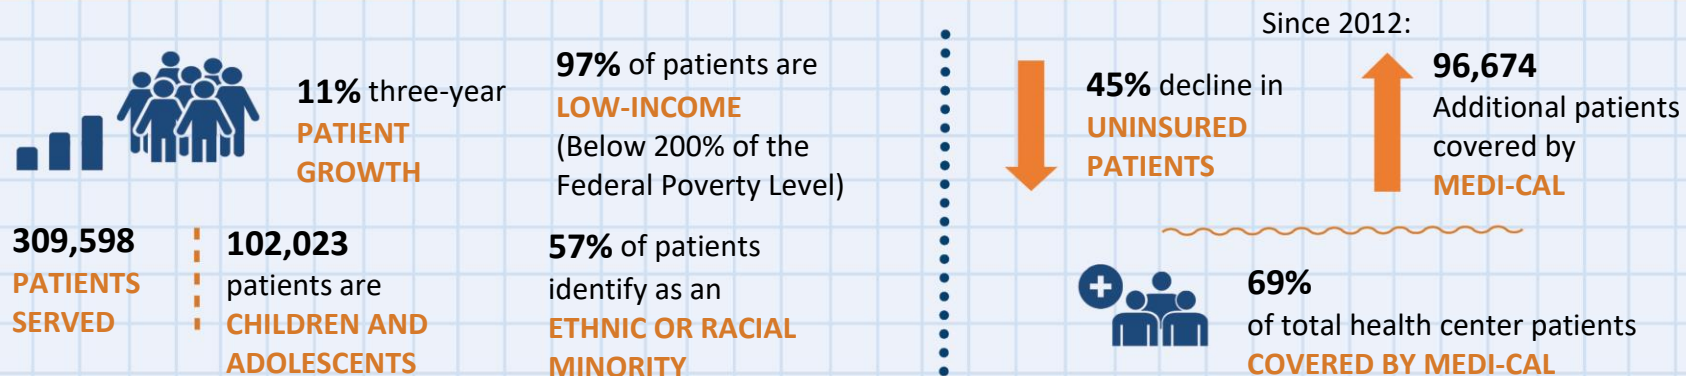 11% three-year
PATIENT
GROWTH
97% of patients are
LOW-INCOME
(Below 200% of the
Federal Poverty Level)
309,598
PATIENTS
SERVED
102,023
patients are
CHILDREN AND
ADOLESCENTS
57% of patients
identify as an
ETHNIC OR RACIAL
MINORITY
Since 2012:
45% decline in
UNINSURED
PATIENTS
96,674
Additional patients
covered by
MEDI-CAL
69%
of total health center patients
COVERED BY MEDI-CAL